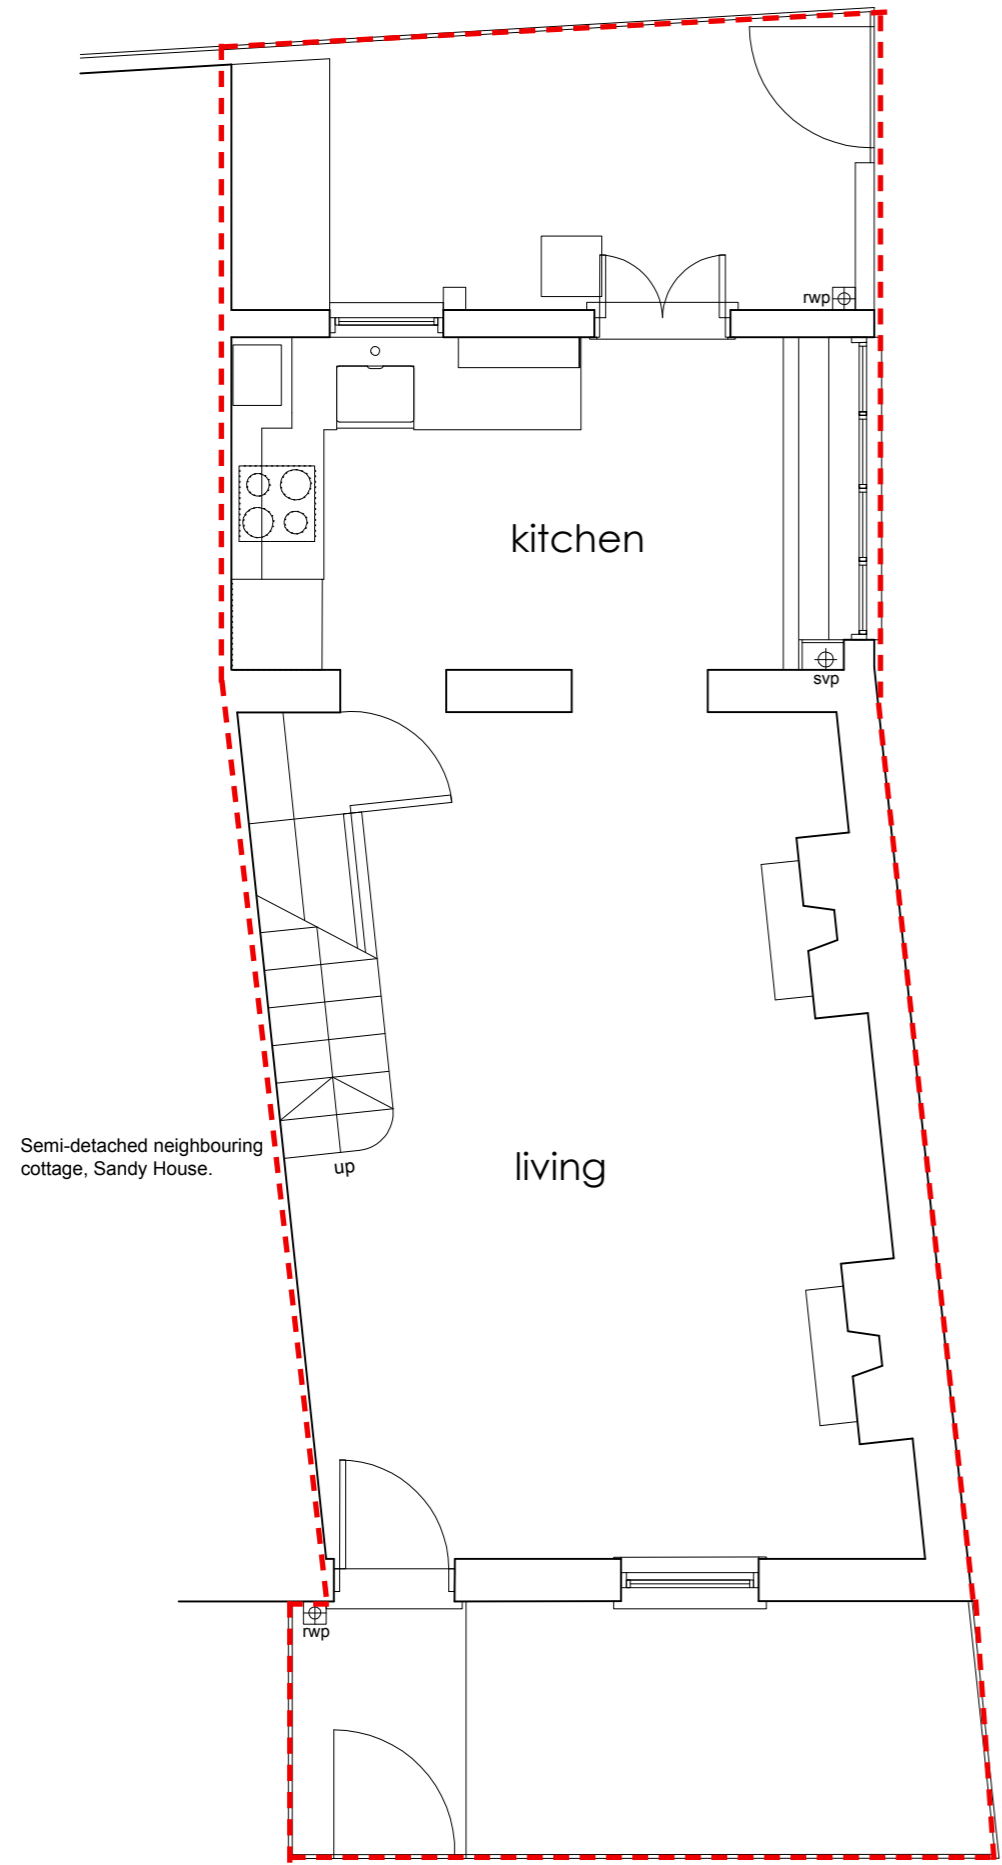 rwp
kitchen
svp
Semi-detached neighbouring
cottage, Sandy House.
up
living
rwp